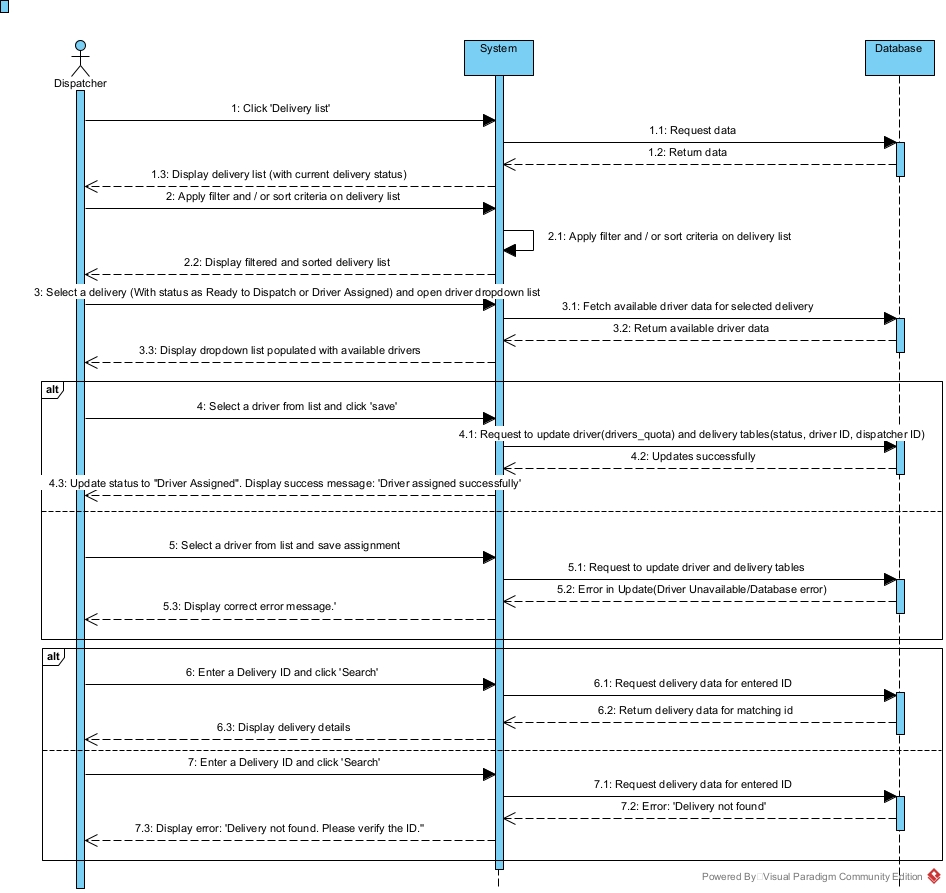 System
Database
Dispatcher
1: Click 'Delivery list'
1.1: Request data
1.2: Return data
1.3: Display delivery list (with current delivery status)
2: Apply filter and / or sort criteria on delivery list
2.1: Apply filter and / or sort criteria on delivery list
2.2: Display filtered and sorted delivery list
3: Select a delivery (With status as Ready to Dispatch or Driver Assigned) and open driver dropdown list
3.1: Fetch available driver data for selected delivery
3.2: Return available driver data
3.3: Display dropdown list populated with available drivers
alt
4: Select a driver from list and click 'save'
4.1: Request to update driver(drivers_quota) and delivery tables(status, driver ID, dispatcher ID)
4.2: Updates successfully
4.3: Update status to "Driver Assigned". Display success message: 'Driver assigned successfully'
5: Select a driver from list and save assignment
5.1: Request to update driver and delivery tables
5.2: Error in Update(Driver Unavailable/Database error)
5.3: Display correct error message.'
alt
6: Enter a Delivery ID and click 'Search'
6.1: Request delivery data for entered ID
6.2: Return delivery data for matching id
6.3: Display delivery details
7: Enter a Delivery ID and click 'Search'
7.1: Request delivery data for entered ID
7.2: Error: 'Delivery not found'
7.3: Display error: 'Delivery not found. Please verify the ID."
Powered By Visual Paradigm Community Edition